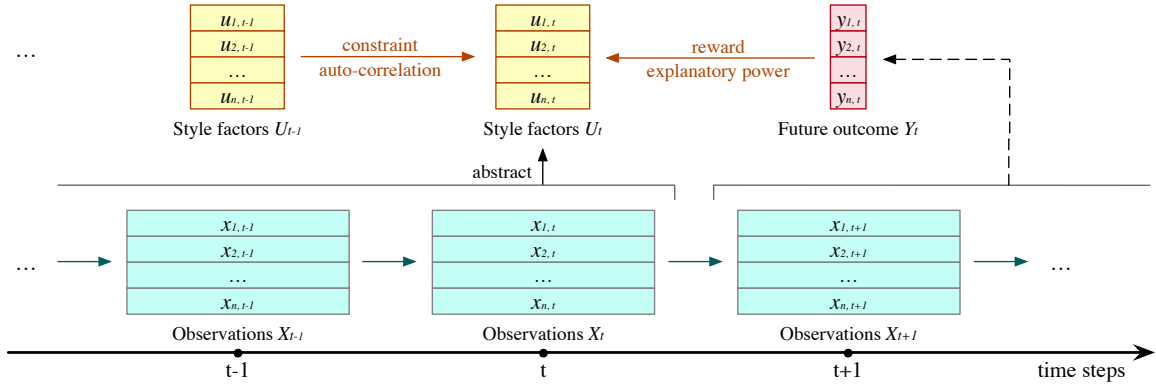 u1, t-1
u2, t-1
…
un, t-1
Style factors Ut-1
…
constraint
auto-correlation
u1, t
u2, t
…
un, t
Style factors Ut
reward
explanatory power
y1, t
y2, t
…
yn, t
Future outcome Yt
abstract
…
x1, t-1
x2, t-1
…
xn, t-1
Observations Xt-1
x1, t
x2, t
…
xn, t
Observations Xt
x1, t+1
x2, t+1
…
xn, t+1
Observations Xt+1
…
t-1
t
t+1
time steps